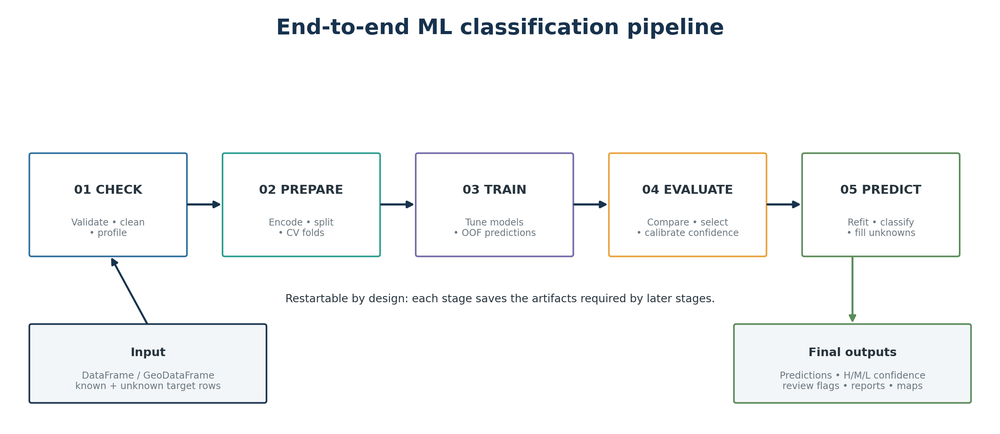 End-to-end ML classification pipeline
01 CHECK
Validate • clean
• profile
02 PREPARE
Encode • split
• CV folds
03 TRAIN
Tune models
• OOF predictions
04 EVALUATE
Compare • select
• calibrate confidence
05 PREDICT
Refit • classify
• fill unknowns
Restartable by design: each stage saves the artifacts required by later stages.
Input
DataFrame / GeoDataFrame
known + unknown target rows
Final outputs
Predictions • H/M/L confidence
review flags • reports • maps